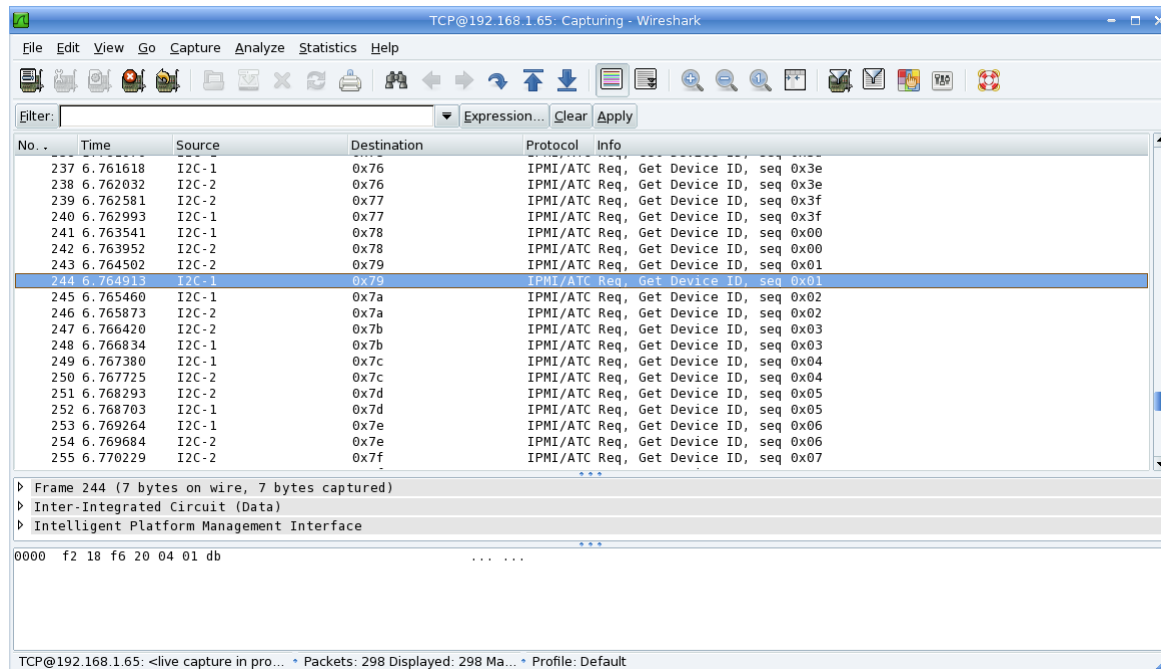 TCP@192.168.1.65: Capturing - Wireshark
File Edit View Go Capture Analyze Statistics Help
Filter: Expression... Clear Apply
No. . Time Source Destination Protocol Info
237 6.761618 I2C-1 0x76 IPMI/ATC Req, Get Device ID, seq 0x3e
238 6.762032 I2C-2 0x76 IPMI/ATC Req, Get Device ID, seq 0x3e
239 6.762581 I2C-2 0x77 IPMI/ATC Req, Get Device ID, seq 0x3f
240 6.762993 I2C-1 0x77 IPMI/ATC Req, Get Device ID, seq 0x3f
241 6.763541 I2C-1 0x78 IPMI/ATC Req, Get Device ID, seq 0x00
242 6.763952 I2C-2 0x78 IPMI/ATC Req, Get Device ID, seq 0x00
243 6.764502 I2C-2 0x79 IPMI/ATC Req, Get Device ID, seq 0x01
244 6.764913 I2C-1 0x79 IPMI/ATC Req, Get Device ID, seq 0x01
245 6.765460 I2C-1 0x7a IPMI/ATC Req, Get Device ID, seq 0x02
246 6.765873 I2C-2 0x7a IPMI/ATC Req, Get Device ID, seq 0x02
247 6.766420 I2C-2 0x7b IPMI/ATC Req, Get Device ID, seq 0x03
248 6.766834 I2C-1 0x7b IPMI/ATC Req, Get Device ID, seq 0x03
249 6.767380 I2C-1 0x7c IPMI/ATC Req, Get Device ID, seq 0x04
250 6.767725 I2C-2 0x7c IPMI/ATC Req, Get Device ID, seq 0x04
251 6.768293 I2C-2 0x7d IPMI/ATC Req, Get Device ID, seq 0x05
252 6.768703 I2C-1 0x7d IPMI/ATC Req, Get Device ID, seq 0x05
253 6.769264 I2C-1 0x7e IPMI/ATC Req, Get Device ID, seq 0x06
254 6.769684 I2C-2 0x7e IPMI/ATC Req, Get Device ID, seq 0x06
255 6.770229 I2C-2 0x7f IPMI/ATC Req, Get Device ID, seq 0x07
Frame 244 (7 bytes on wire, 7 bytes captured)
Inter-Integrated Circuit (Data)
Intelligent Platform Management Interface
0000 f2 18 f6 20 04 01 db ... ...
TCP@192.168.1.65: <live capture in pro... Packets: 298 Displayed: 298 Ma... Profile: Default